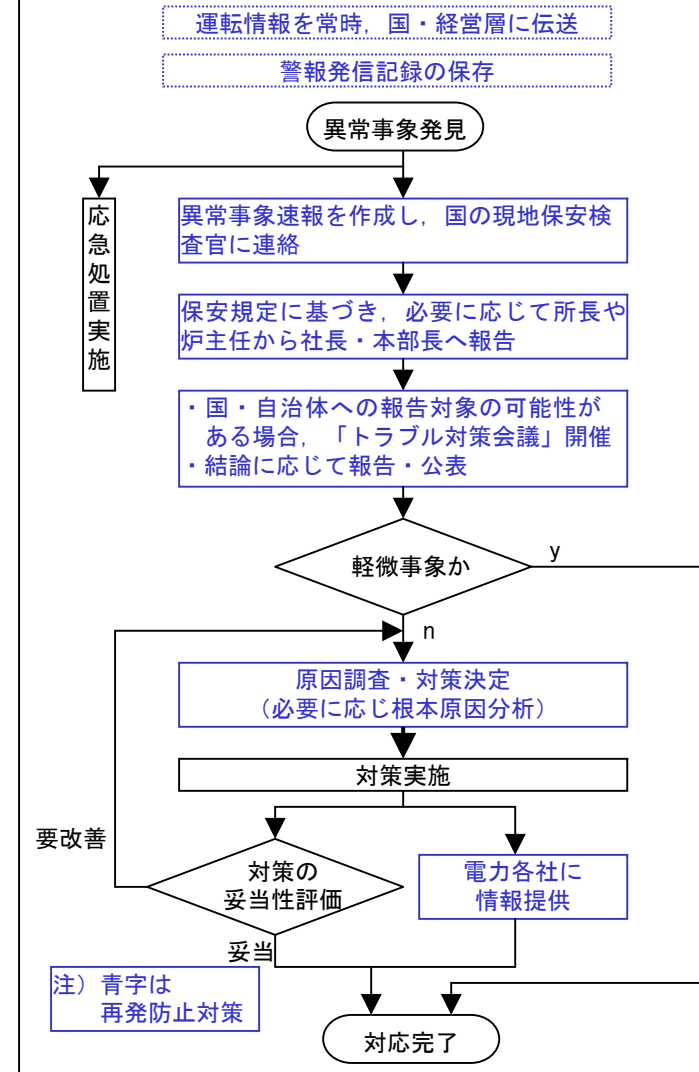 運転情報を常時，国・経営層に伝送
警報発信記録の保存
異常事象発見
応急処置実施
異常事象速報を作成し，国の現地保安検
査官に連絡
保安規定に基づき，必要に応じて所長や
炉主任から社長・本部長へ報告
・国・自治体への報告対象の可能性が
ある場合，「トラブル対策会議」開催
・結論に応じて報告・公表
軽微事象か
y
n
原因調査・対策決定
（必要に応じ根本原因分析）
対策実施
要改善
対策の
妥当性評価
電力各社に
情報提供
妥当
注）青字は
再発防止対策
対応完了